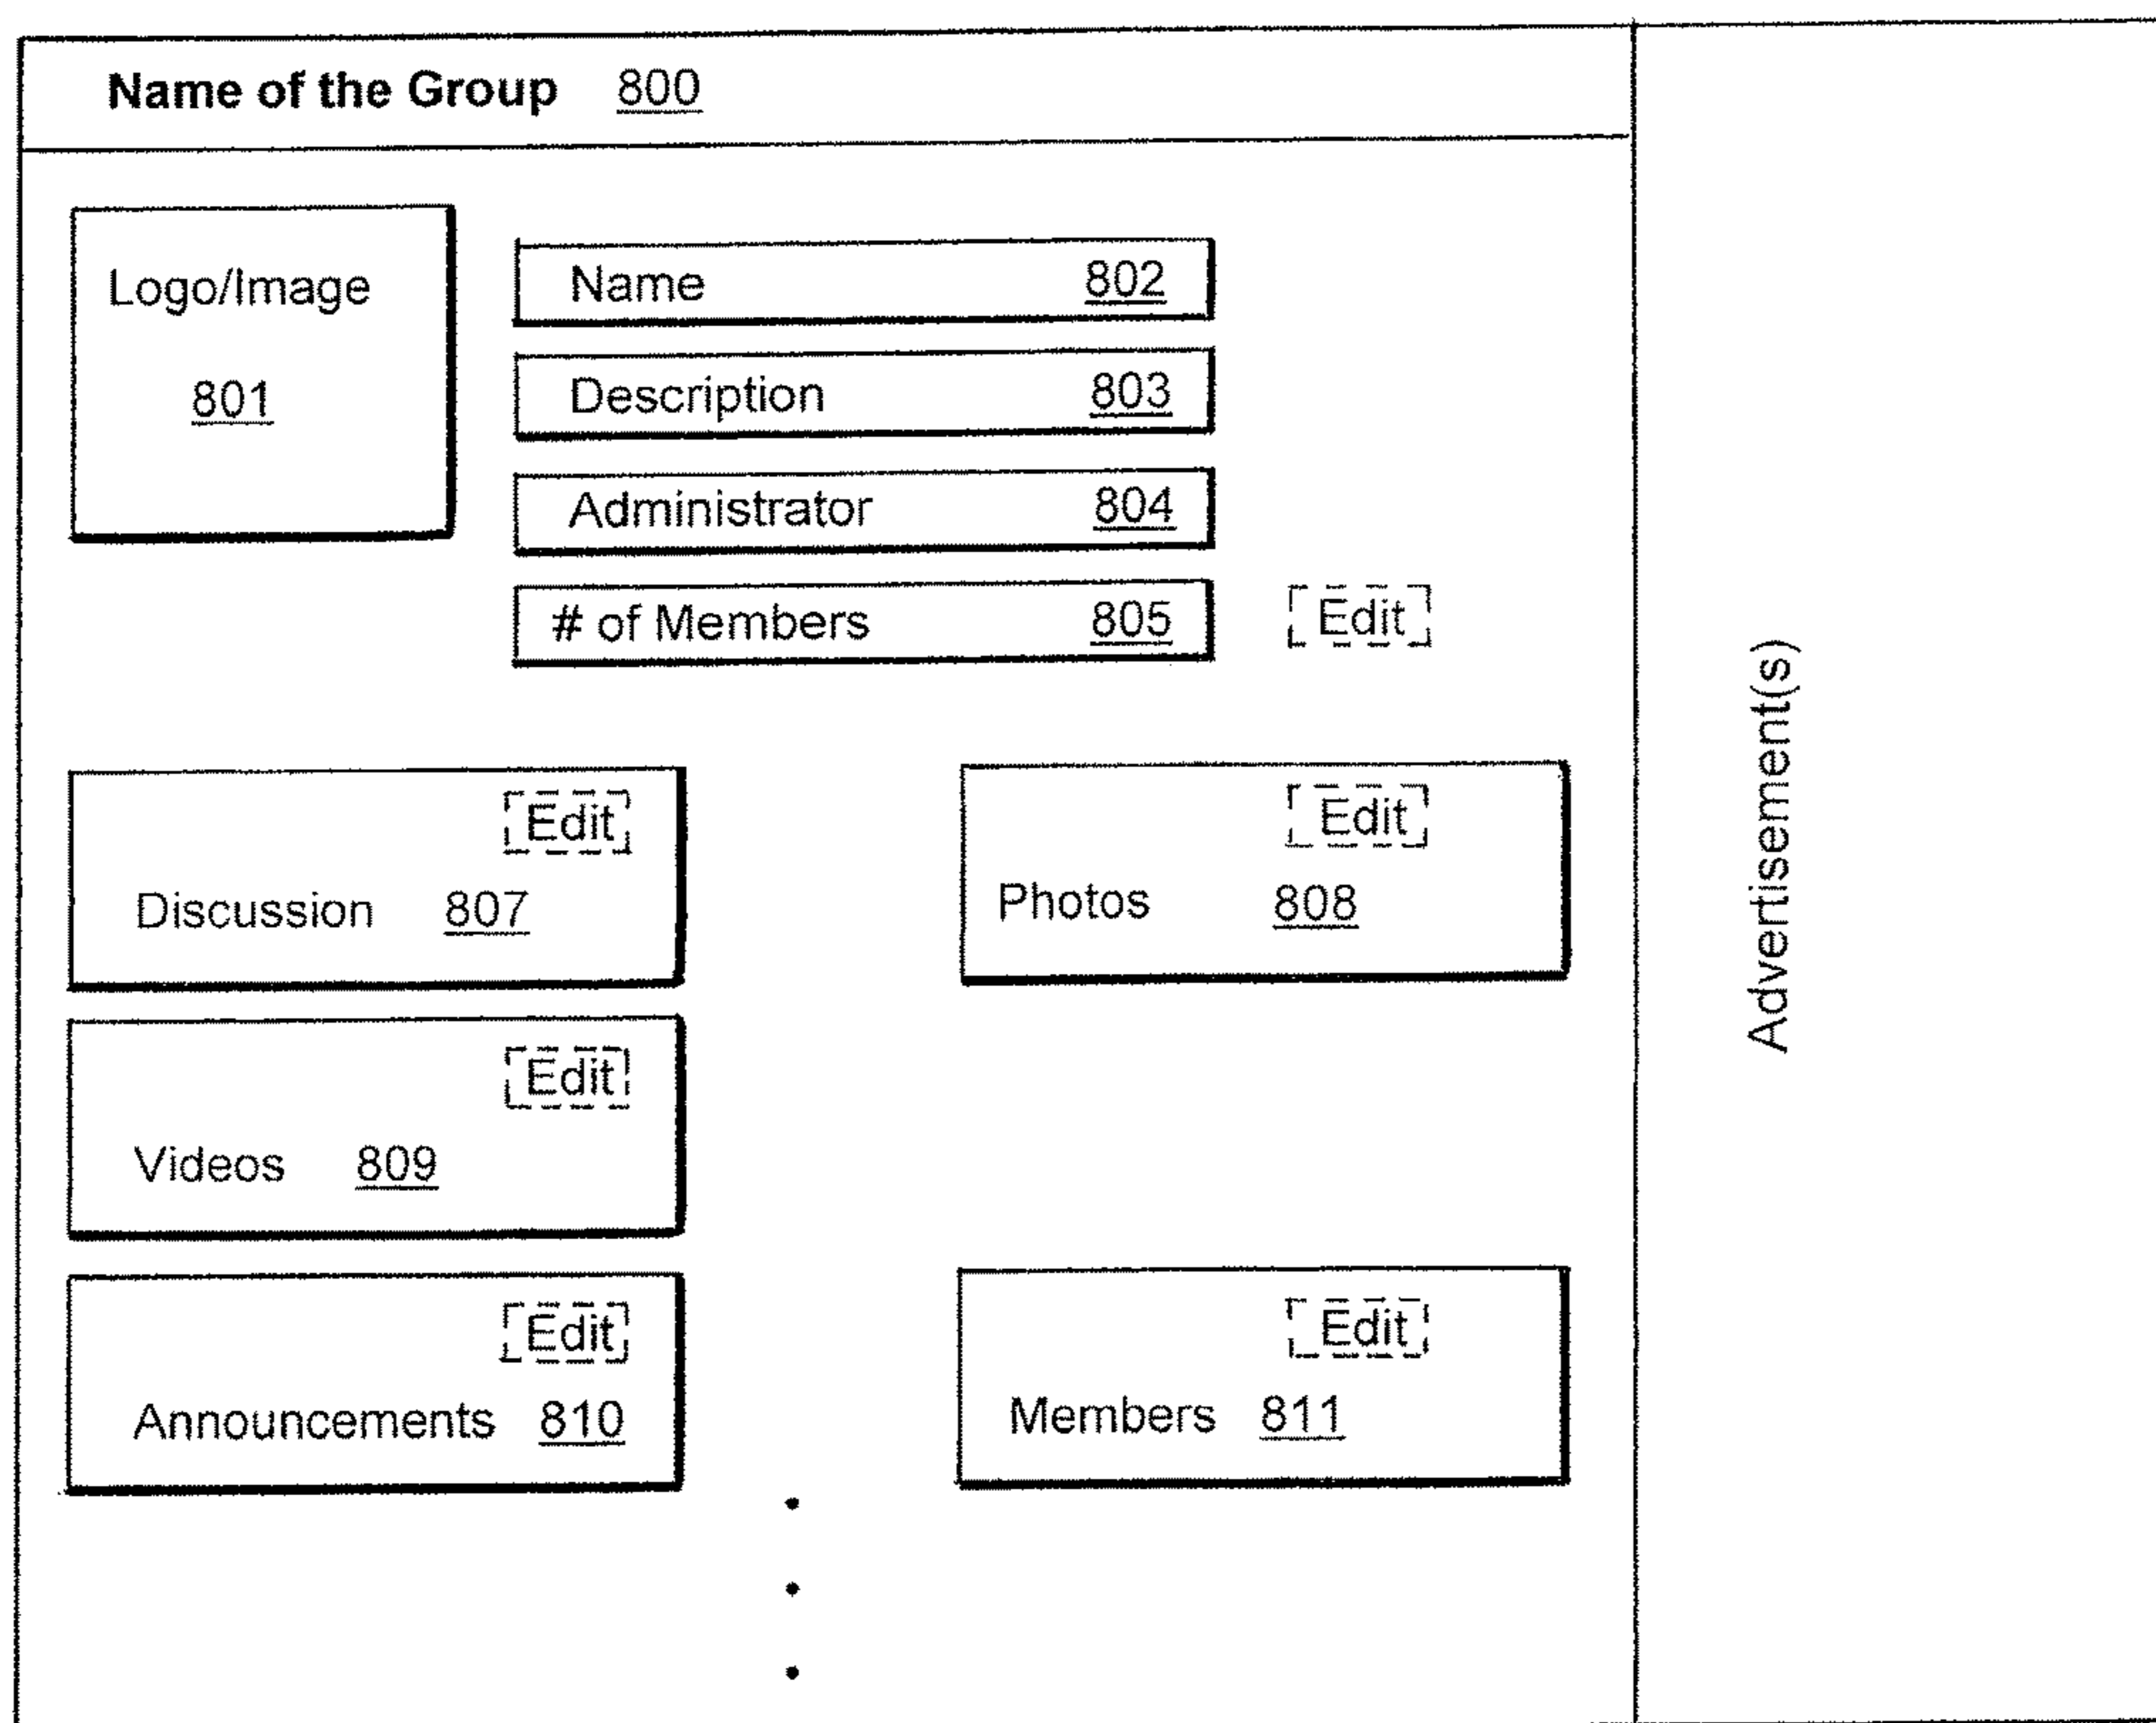 Name of the Group 800
Logo/Image
801
Name 802
Description 803
Administrator 804
# of Members 805
Edit
Edit
Discussion 807
Edit
Photos 808
Edit
Videos 809
Edit
Announcements 810
Edit
Members 811
Advertisement(s)